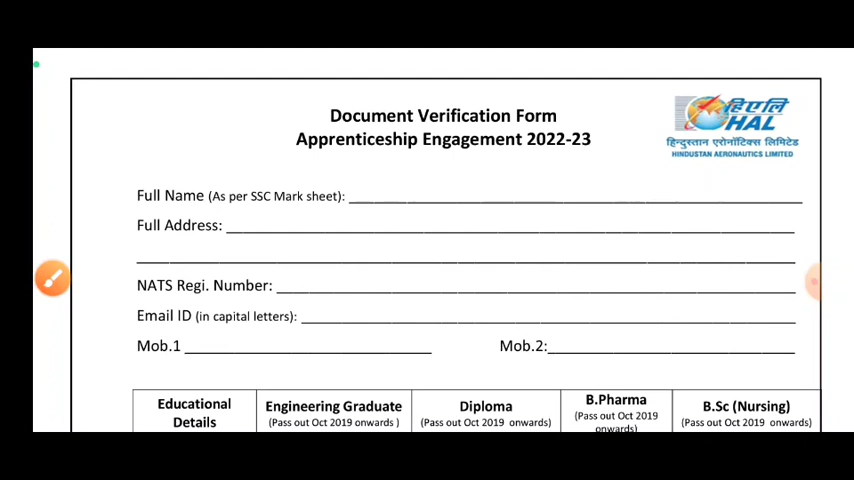 Document Verification Form
Apprenticeship Engagement 2022-23
हिएलि
HAL
हिन्दुस्तान एरोनॉटिक्स लिमिटेड
HINDUSTAN AERONAUTICS LIMITED
Full Name (As per SSC Mark sheet):
Full Address:
NATS Regi. Number:
Email ID (in capital letters):
Mob.1 Mob.2:
Educational Details
Engineering Graduate (Pass out Oct 2019 onwards )
Diploma (Pass out Oct 2019 onwards)
B.Pharma (Pass out Oct 2019 onwards)
B.Sc (Nursing) (Pass out Oct 2019 onwards)